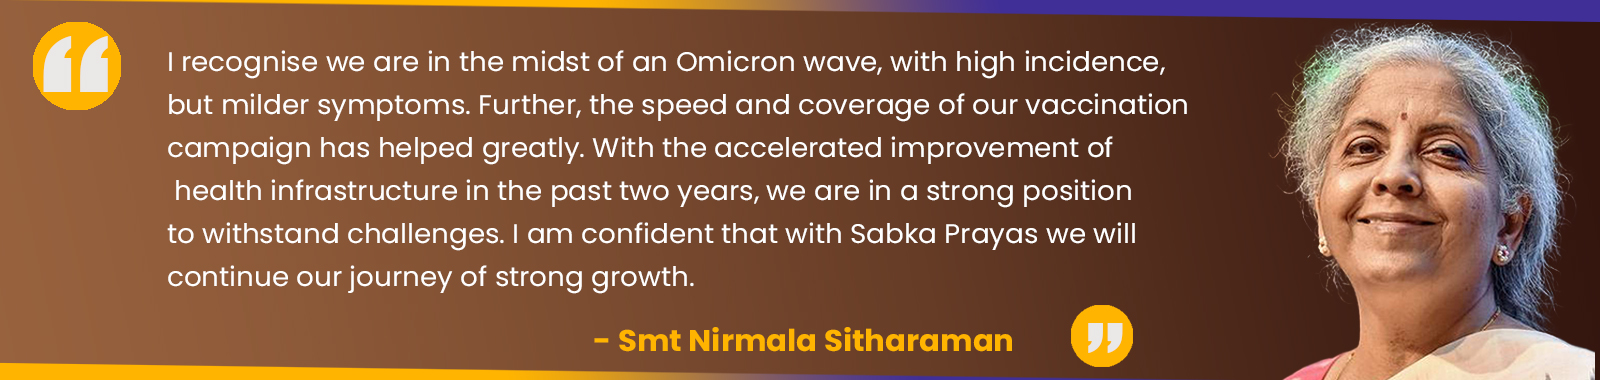 I recognise we are in the midst of an Omicron wave, with high incidence,
but milder symptoms. Further, the speed and coverage of our vaccination
campaign has helped greatly. With the accelerated improvement of
health infrastructure in the past two years, we are in a strong position
to withstand challenges. I am confident that with Sabka Prayas we will
continue our journey of strong growth.
- Smt Nirmala Sitharaman